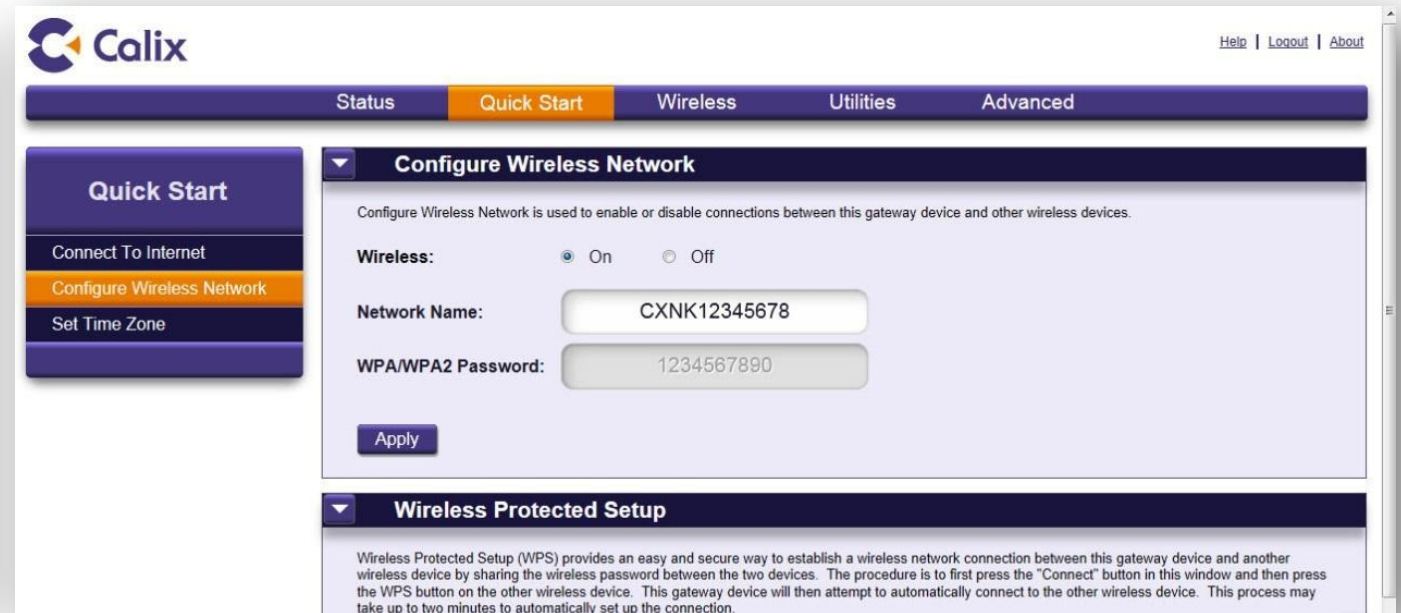 Calix
Help | Logout | About
Status Quick Start Wireless Utilities Advanced
Quick Start
Connect To Internet
Configure Wireless Network
Set Time Zone
Configure Wireless Network
Configure Wireless Network is used to enable or disable connections between this gateway device and other wireless devices.
Wireless: On Off
Network Name: CXNK12345678
WPA/WPA2 Password: 1234567890
Apply
Wireless Protected Setup
Wireless Protected Setup (WPS) provides an easy and secure way to establish a wireless network connection between this gateway device and another
wireless device by sharing the wireless password between the two devices. The procedure is to first press the "Connect" button in this window and then press
the WPS button on the other wireless device. This gateway device will then attempt to automatically connect to the other wireless device. This process may
take up to two minutes to automatically set up the connection.